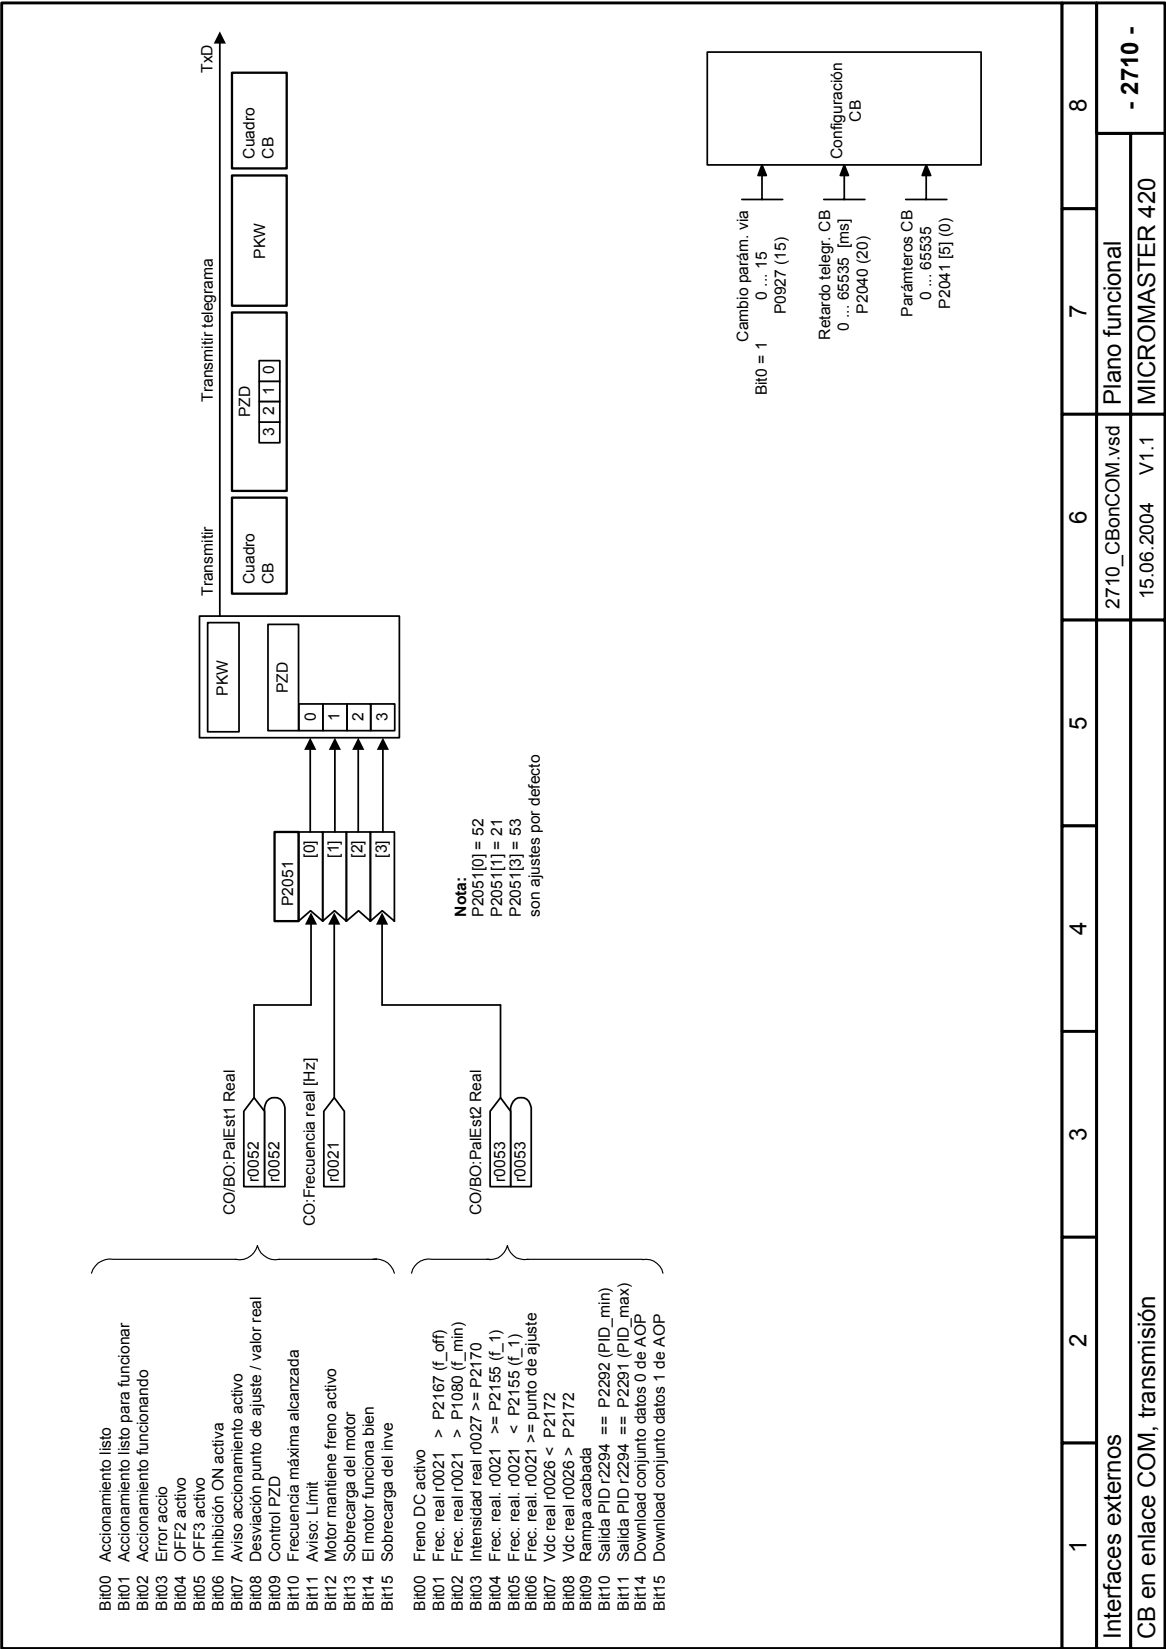 Bit00 Accionamiento listo
Bit01 Accionamiento listo para funcionar
Bit02 Accionamiento funcionando
Bit03 Error accio
Bit04 OFF2 activo
Bit05 OFF3 activo
Bit06 Inhibición ON activa
Bit07 Aviso accionamiento activo
Bit08 Desviación punto de ajuste / valor real
Bit09 Control PZD
Bit10 Frecuencia máxima alcanzada
Bit11 Aviso: Límit
Bit12 Motor mantiene freno activo
Bit13 Sobrecarga del motor
Bit14 El motor funciona bien
Bit15 Sobrecarga del inve
Bit00 Freno DC activo
Bit01 Frec. real r0021 > P2167 (f_off)
Bit02 Frec. real r0021 > P1080 (f_min)
Bit03 Intensidad real r0027 >= P2170
Bit04 Frec. real. r0021 >= P2155 (f_1)
Bit05 Frec. real. r0021 < P2155 (f_1)
Bit06 Frec. real. r0021 >= punto de ajuste
Bit07 Vdc real r0026 < P2172
Bit08 Vdc real r0026 > P2172
Bit09 Rampa acabada
Bit10 Salida PID r2294 == P2292 (PID_min)
Bit11 Salida PID r2294 == P2291 (PID_max)
Bit14 Download conjunto datos 0 de AOP
Bit15 Download conjunto datos 1 de AOP
CO/BO:PalEst1 Real
r0052
r0052
CO:Frecuencia real [Hz]
r0021
CO/BO:PalEst2 Real
r0053
r0053
P2051
[0]
[1]
[2]
[3]
Nota:
P2051[0] = 52
P2051[1] = 21
P2051[3] = 53
son ajustes por defecto
PKW
PZD
0
1
2
3
Transmitir
Transmitir telegrama
TxD
Cuadro
CB
PZD
3 2 1 0
PKW
Cuadro
CB
Cambio parám. via
Bit0 = 1 0 ... 15
P0927 (15)
Retardo telegr. CB
0 ... 65535 [ms]
P2040 (20)
Parámteros CB
0 ... 65535
P2041 [5] (0)
Configuración
CB
1 2 3 4 5 6 7 8
Interfaces externos
2710_CBonCOM.vsd
Plano funcional
- 2710 -
CB en enlace COM, transmisión
15.06.2004 V1.1
MICROMASTER 420